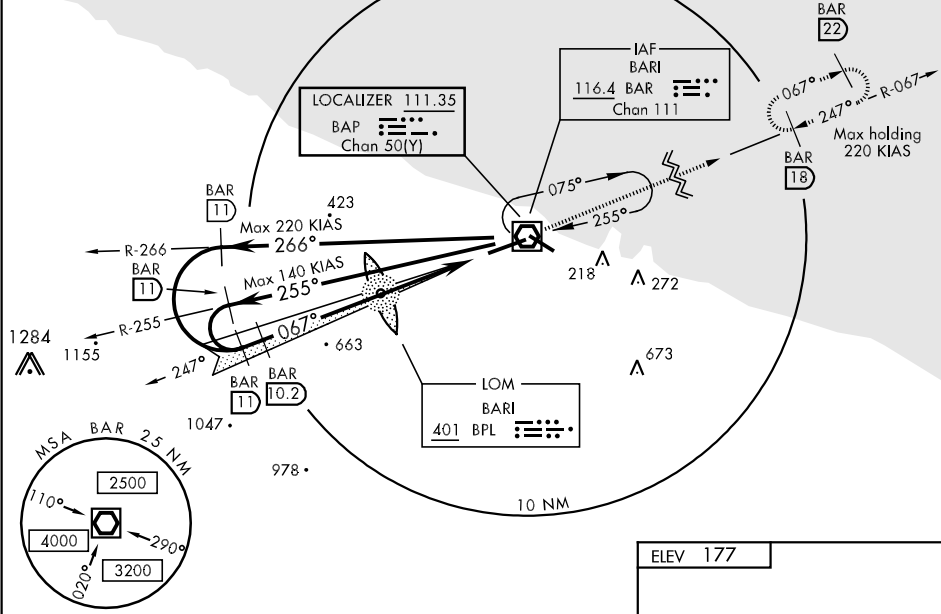 BAR
22
IAF
BARI
116.4 BAR
Chan 111
067°
247°
R-067
Max holding
220 KIAS
BAR
18
LOCALIZER 111.35
BAP
Chan 50(Y)
075°
255°
BAR
11
423
Max 220 KIAS
R-266
266°
BAR
11
Max 140 KIAS
255°
218
272
R-255
067°
1284
1155
663
673
247°
BAR
11
BAR
10.2
LOM
BARI
401 BPL
1047
978
MSA BAR 25 NM
2500
110°
4000
290°
3200
020°
10 NM
ELEV 177